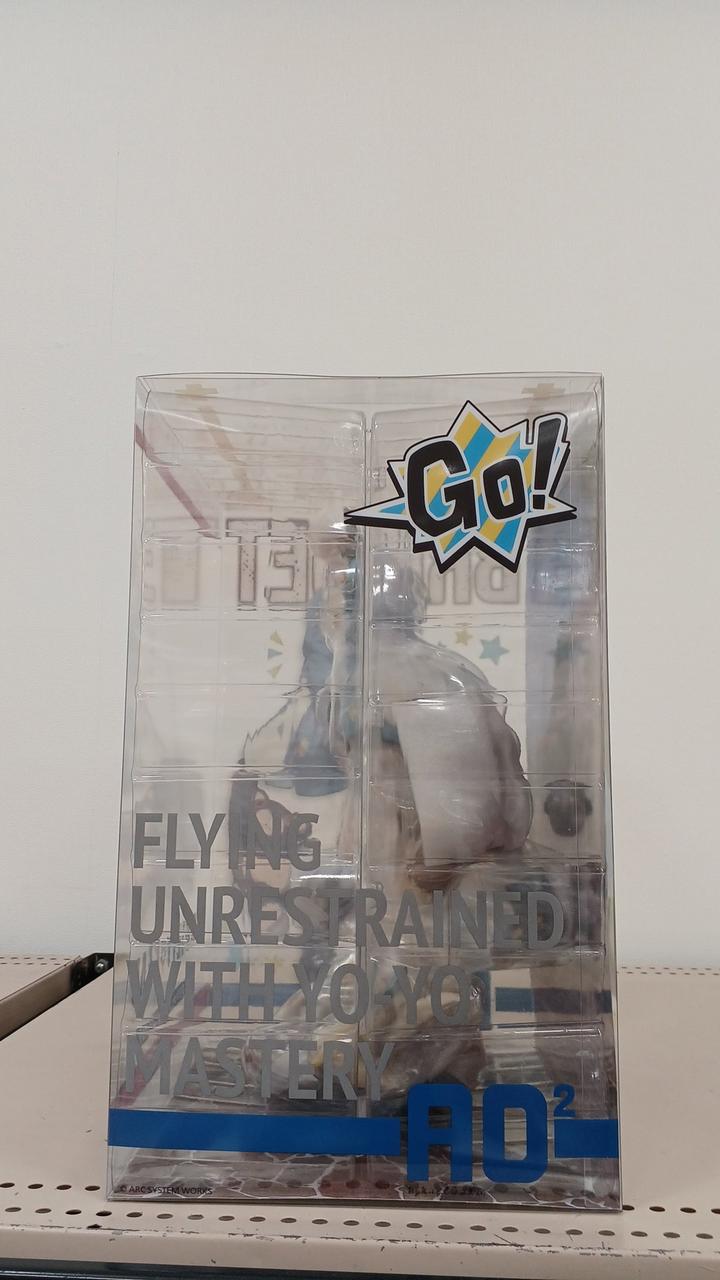 Go!
FLYING
UNRESTRAINED
WITH YO-YO
MASTERY
AO²
© ARC SYSTEM WORKS